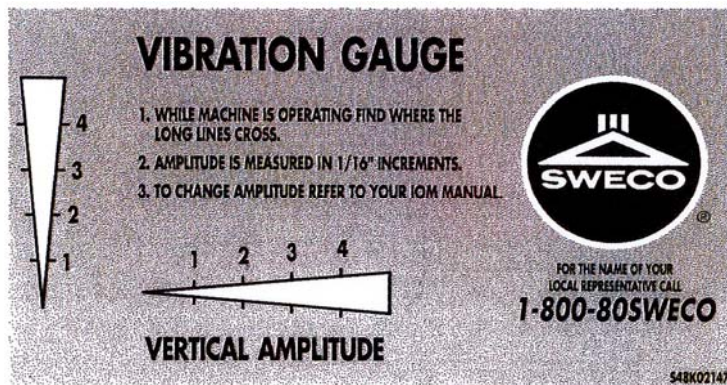 VIBRATION GAUGE
4
3
2
1
1. WHILE MACHINE IS OPERATING FIND WHERE THE
LONG LINES CROSS.
2. AMPLITUDE IS MEASURED IN 1/16" INCREMENTS.
3. TO CHANGE AMPLITUDE REFER TO YOUR IOM MANUAL.
1 2 3 4
VERTICAL AMPLITUDE
SWECO
®
FOR THE NAME OF YOUR
LOCAL REPRESENTATIVE CALL
1-800-80SWECO